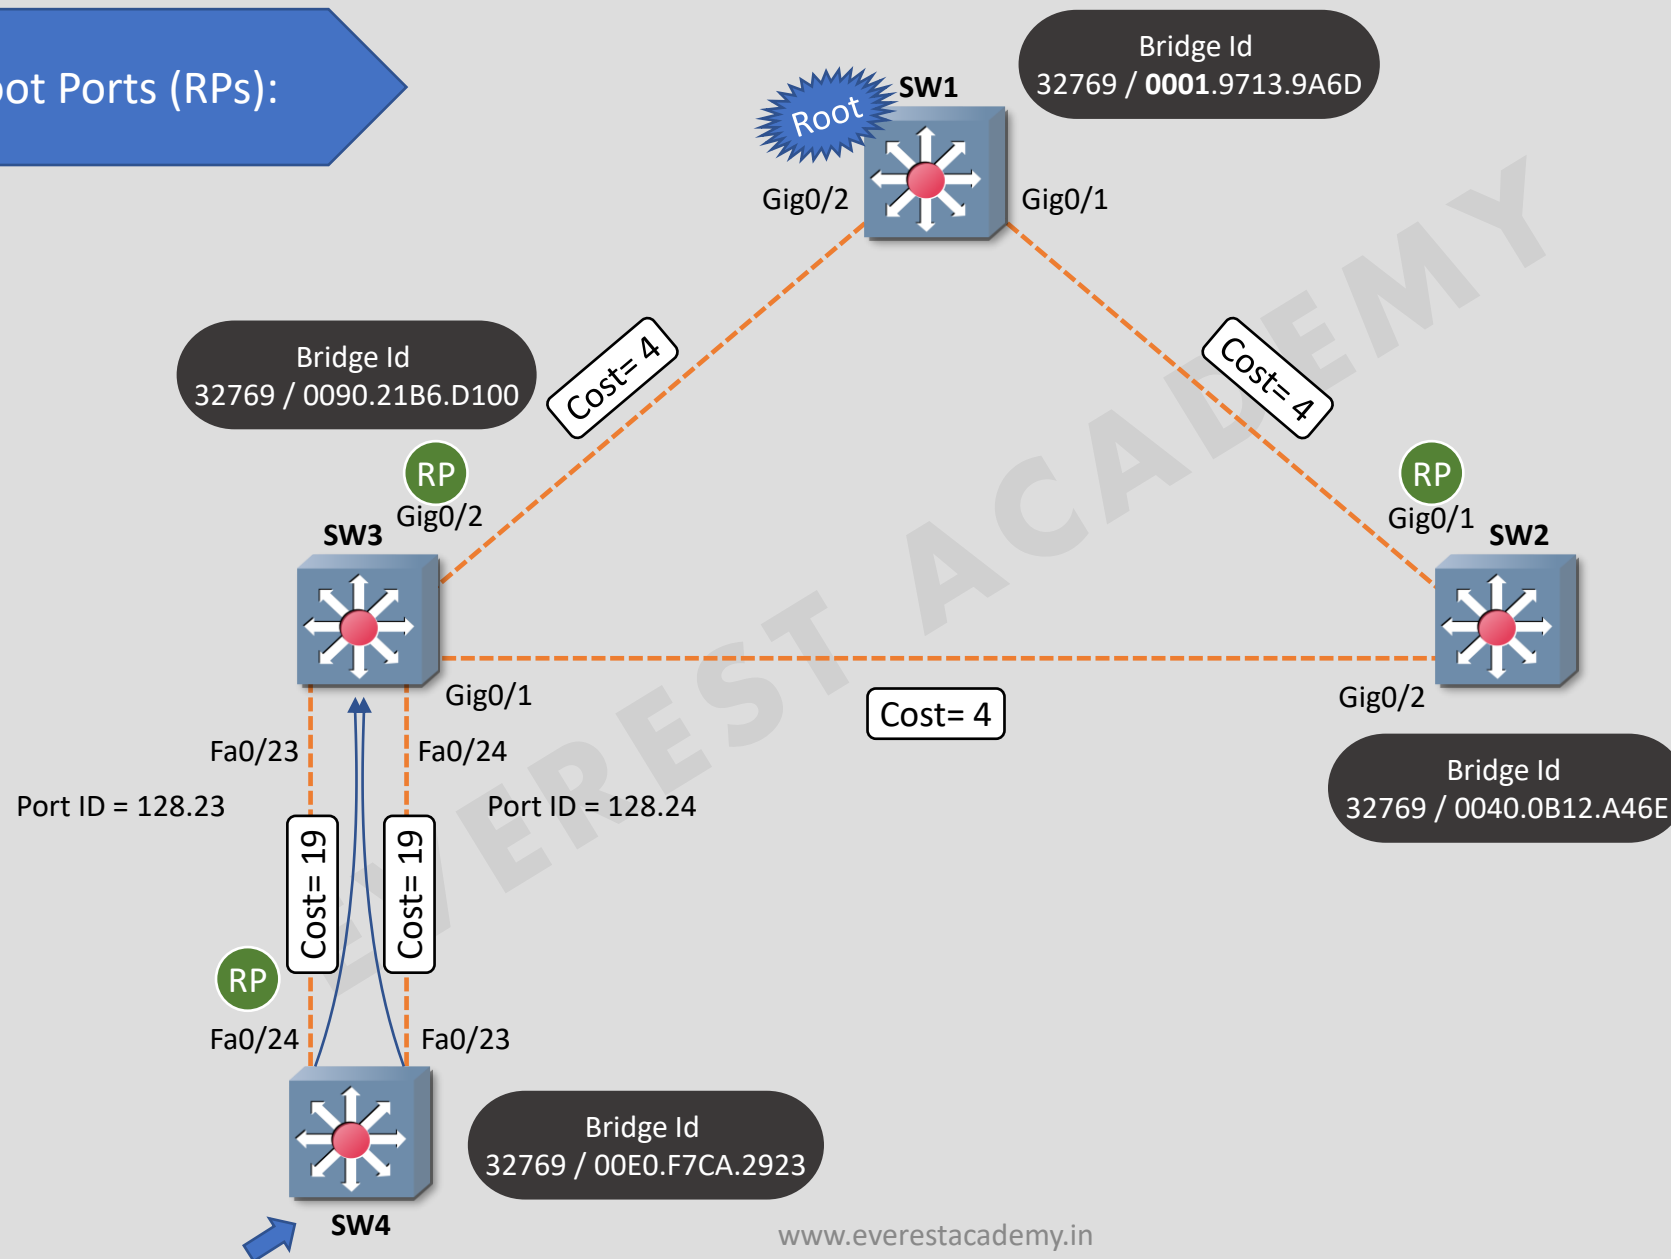 oot Ports (RPs):
Bridge Id
32769 / 0001.9713.9A6D
SW1
Root
Gig0/2
Gig0/1
Cost= 4
Cost= 4
Bridge Id
32769 / 0090.21B6.D100
RP
Gig0/2
SW3
RP
Gig0/1
SW2
Gig0/1
Cost= 4
Gig0/2
Fa0/23
Fa0/24
Port ID = 128.23
Port ID = 128.24
Bridge Id
32769 / 0040.0B12.A46E
Cost= 19
Cost= 19
RP
Fa0/24
Fa0/23
Bridge Id
32769 / 00E0.F7CA.2923
SW4
www.everestacademy.in
EVEREST ACADEMY